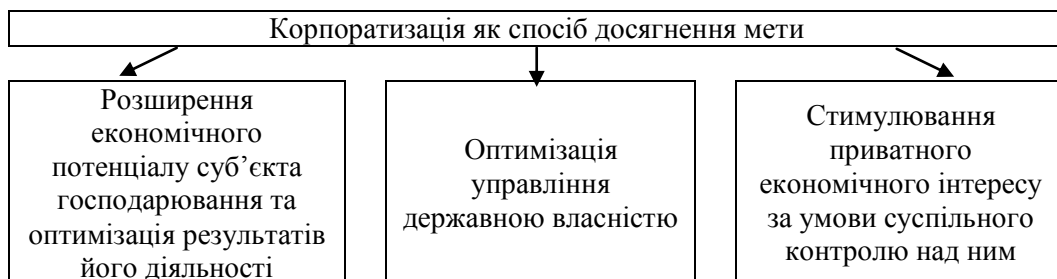 Корпоратизація як спосіб досягнення мети
Розширення
економічного
потенціалу суб’єкта
господарювання та
оптимізація результатів
його діяльності
Оптимізація
управління
державною власністю
Стимулювання
приватного
економічного інтересу
за умови суспільного
контролю над ним